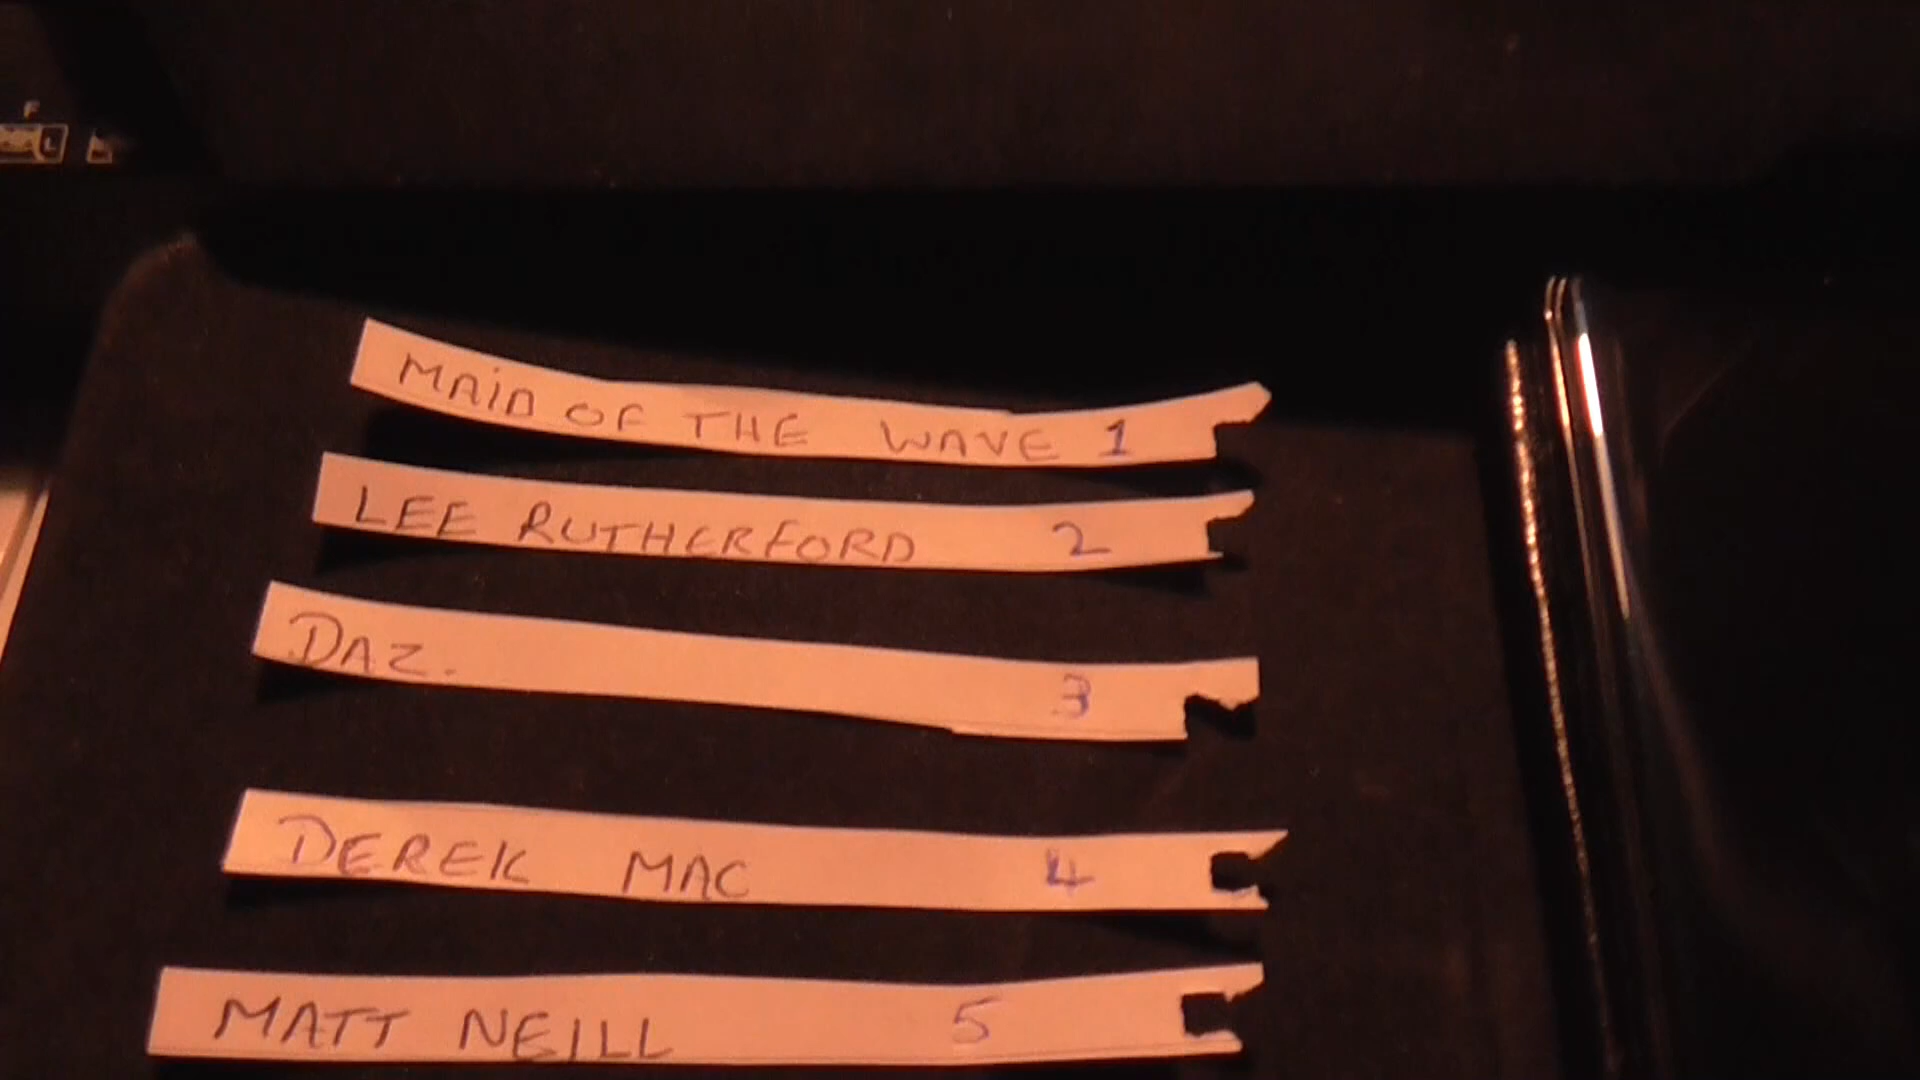 F
L
MAID OF THE WAVE 1
LEE RUTHERFORD 2
DAZ. 3
DEREK MAC 4
MATT NEILL 5